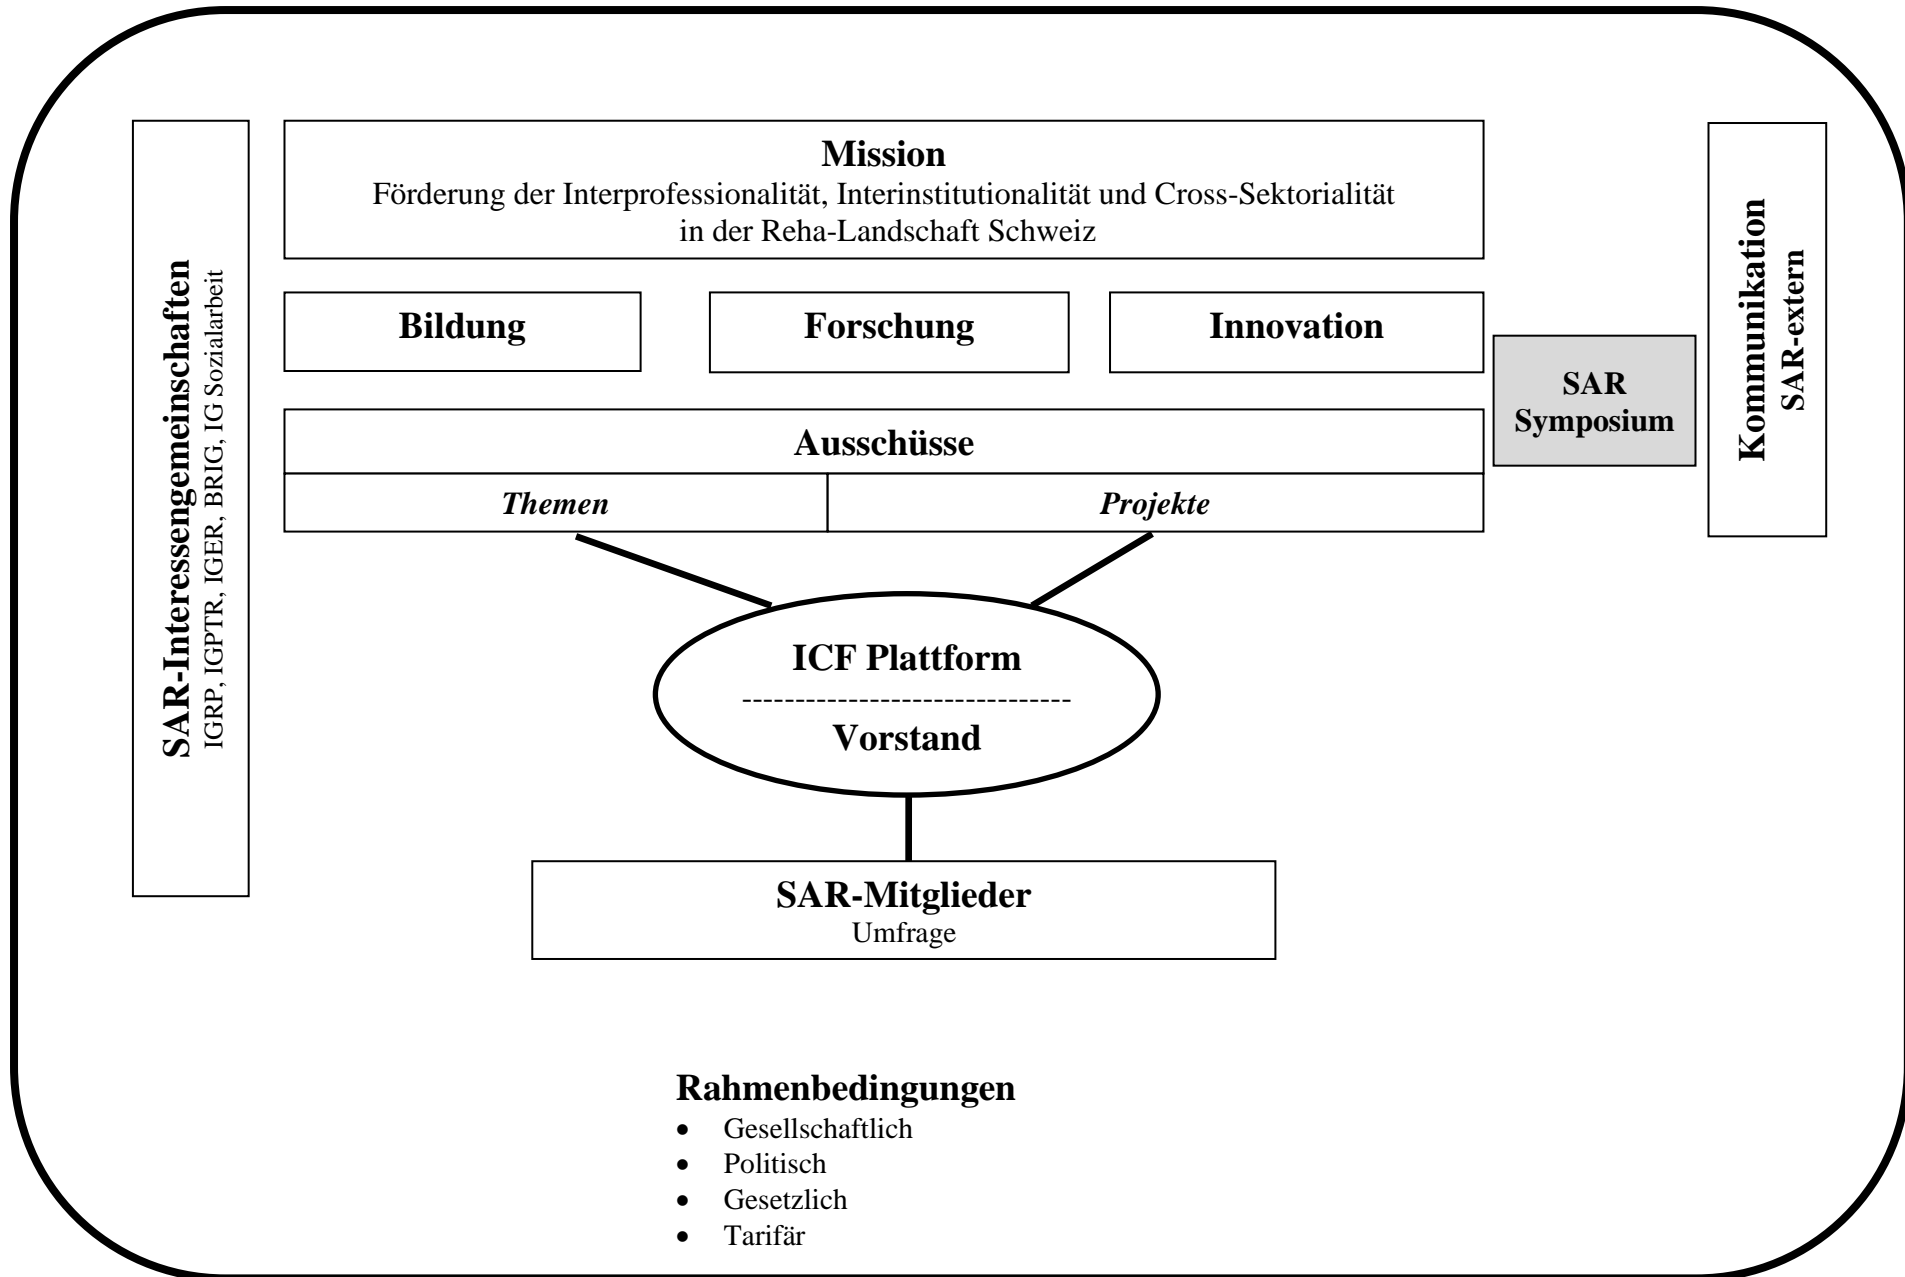 SAR-Interessengemeinschaften
IGRP, IGPTR, IGER, BRIG, IG Sozialarbeit
Mission
Förderung der Interprofessionalität, Interinstitutionalität und Cross-Sektorialität
in der Reha-Landschaft Schweiz
Bildung
Forschung
Innovation
Ausschüsse
Themen
Projekte
SAR
Symposium
Kommunikation
SAR-extern
ICF Plattform
-------------------------------
Vorstand
SAR-Mitglieder
Umfrage
Rahmenbedingungen
• Gesellschaftlich
• Politisch
• Gesetzlich
• Tarifär